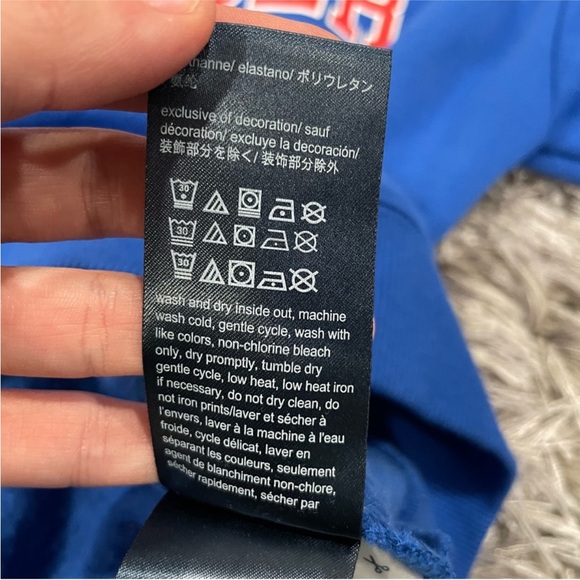 elastano/ ポリウレタン
exclusive of decoration/ sauf
décoration/ excluye la decoración/
装飾部分を除く/ 装饰部分除外
30
30
30
wash and dry inside out, machine
wash cold, gentle cycle, wash with
like colors, non-chlorine bleach
only, dry promptly, tumble dry
gentle cycle, low heat, low heat iron
if necessary, do not dry clean, do
not iron prints/laver et sécher à
l'envers, laver à la machine à l'eau
froide, cycle délicat, laver en
séparant les couleurs, seulement
agent de blanchiment non-chlore,
sécher rapidement, sécher par